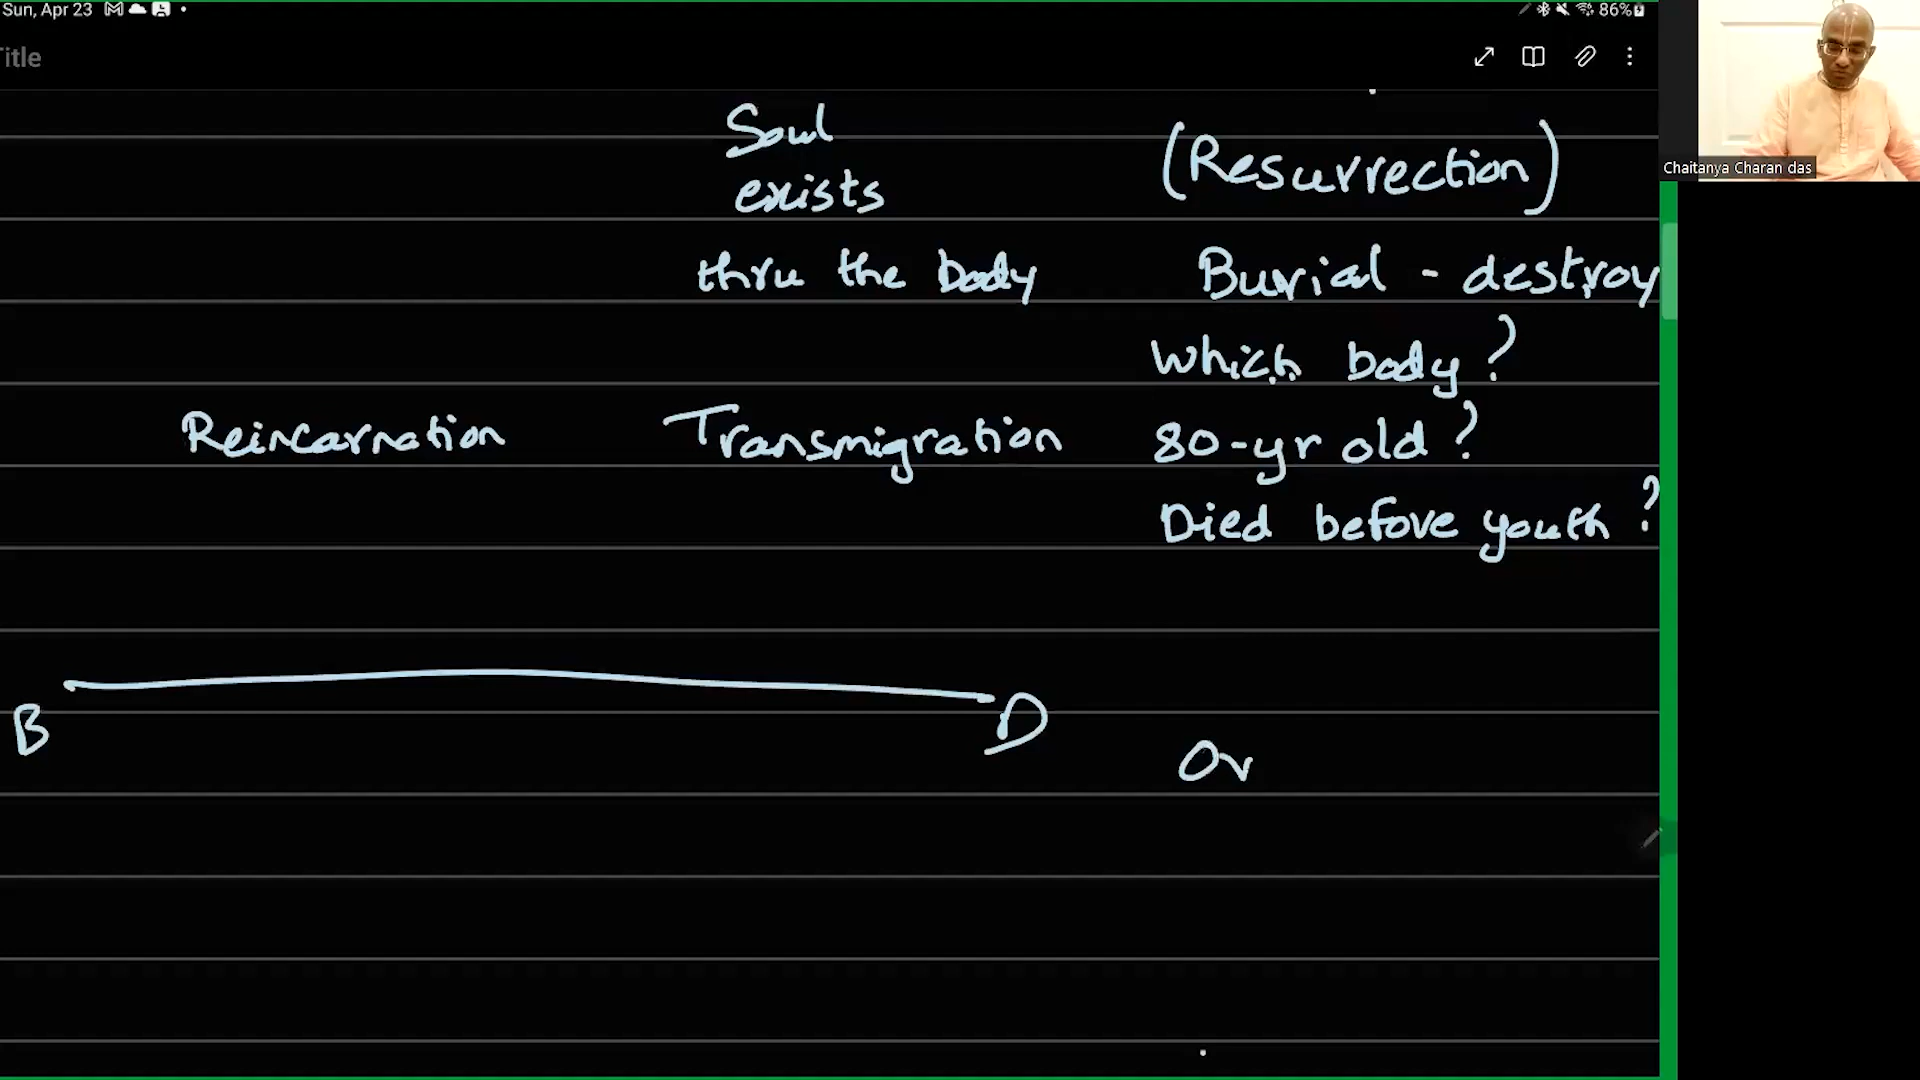 Sun, Apr 23
86%
itle
Chaitanya Charan das
Soul
exists
thru the body
(Resurrection)
Burial - destroy
Which body?
Reincarnation
Transmigration
80-yr old?
Died before youth?
B
D
Or